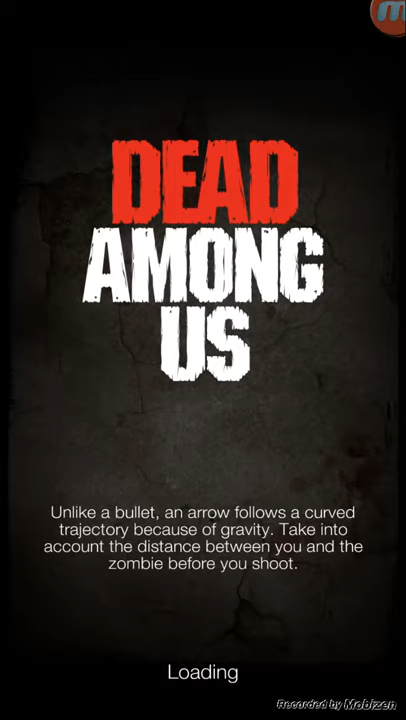 DEAD
AMONG
US
Unlike a bullet, an arrow follows a curved
trajectory because of gravity. Take into
account the distance between you and the
zombie before you shoot.
Loading
Recorded by Mobizen